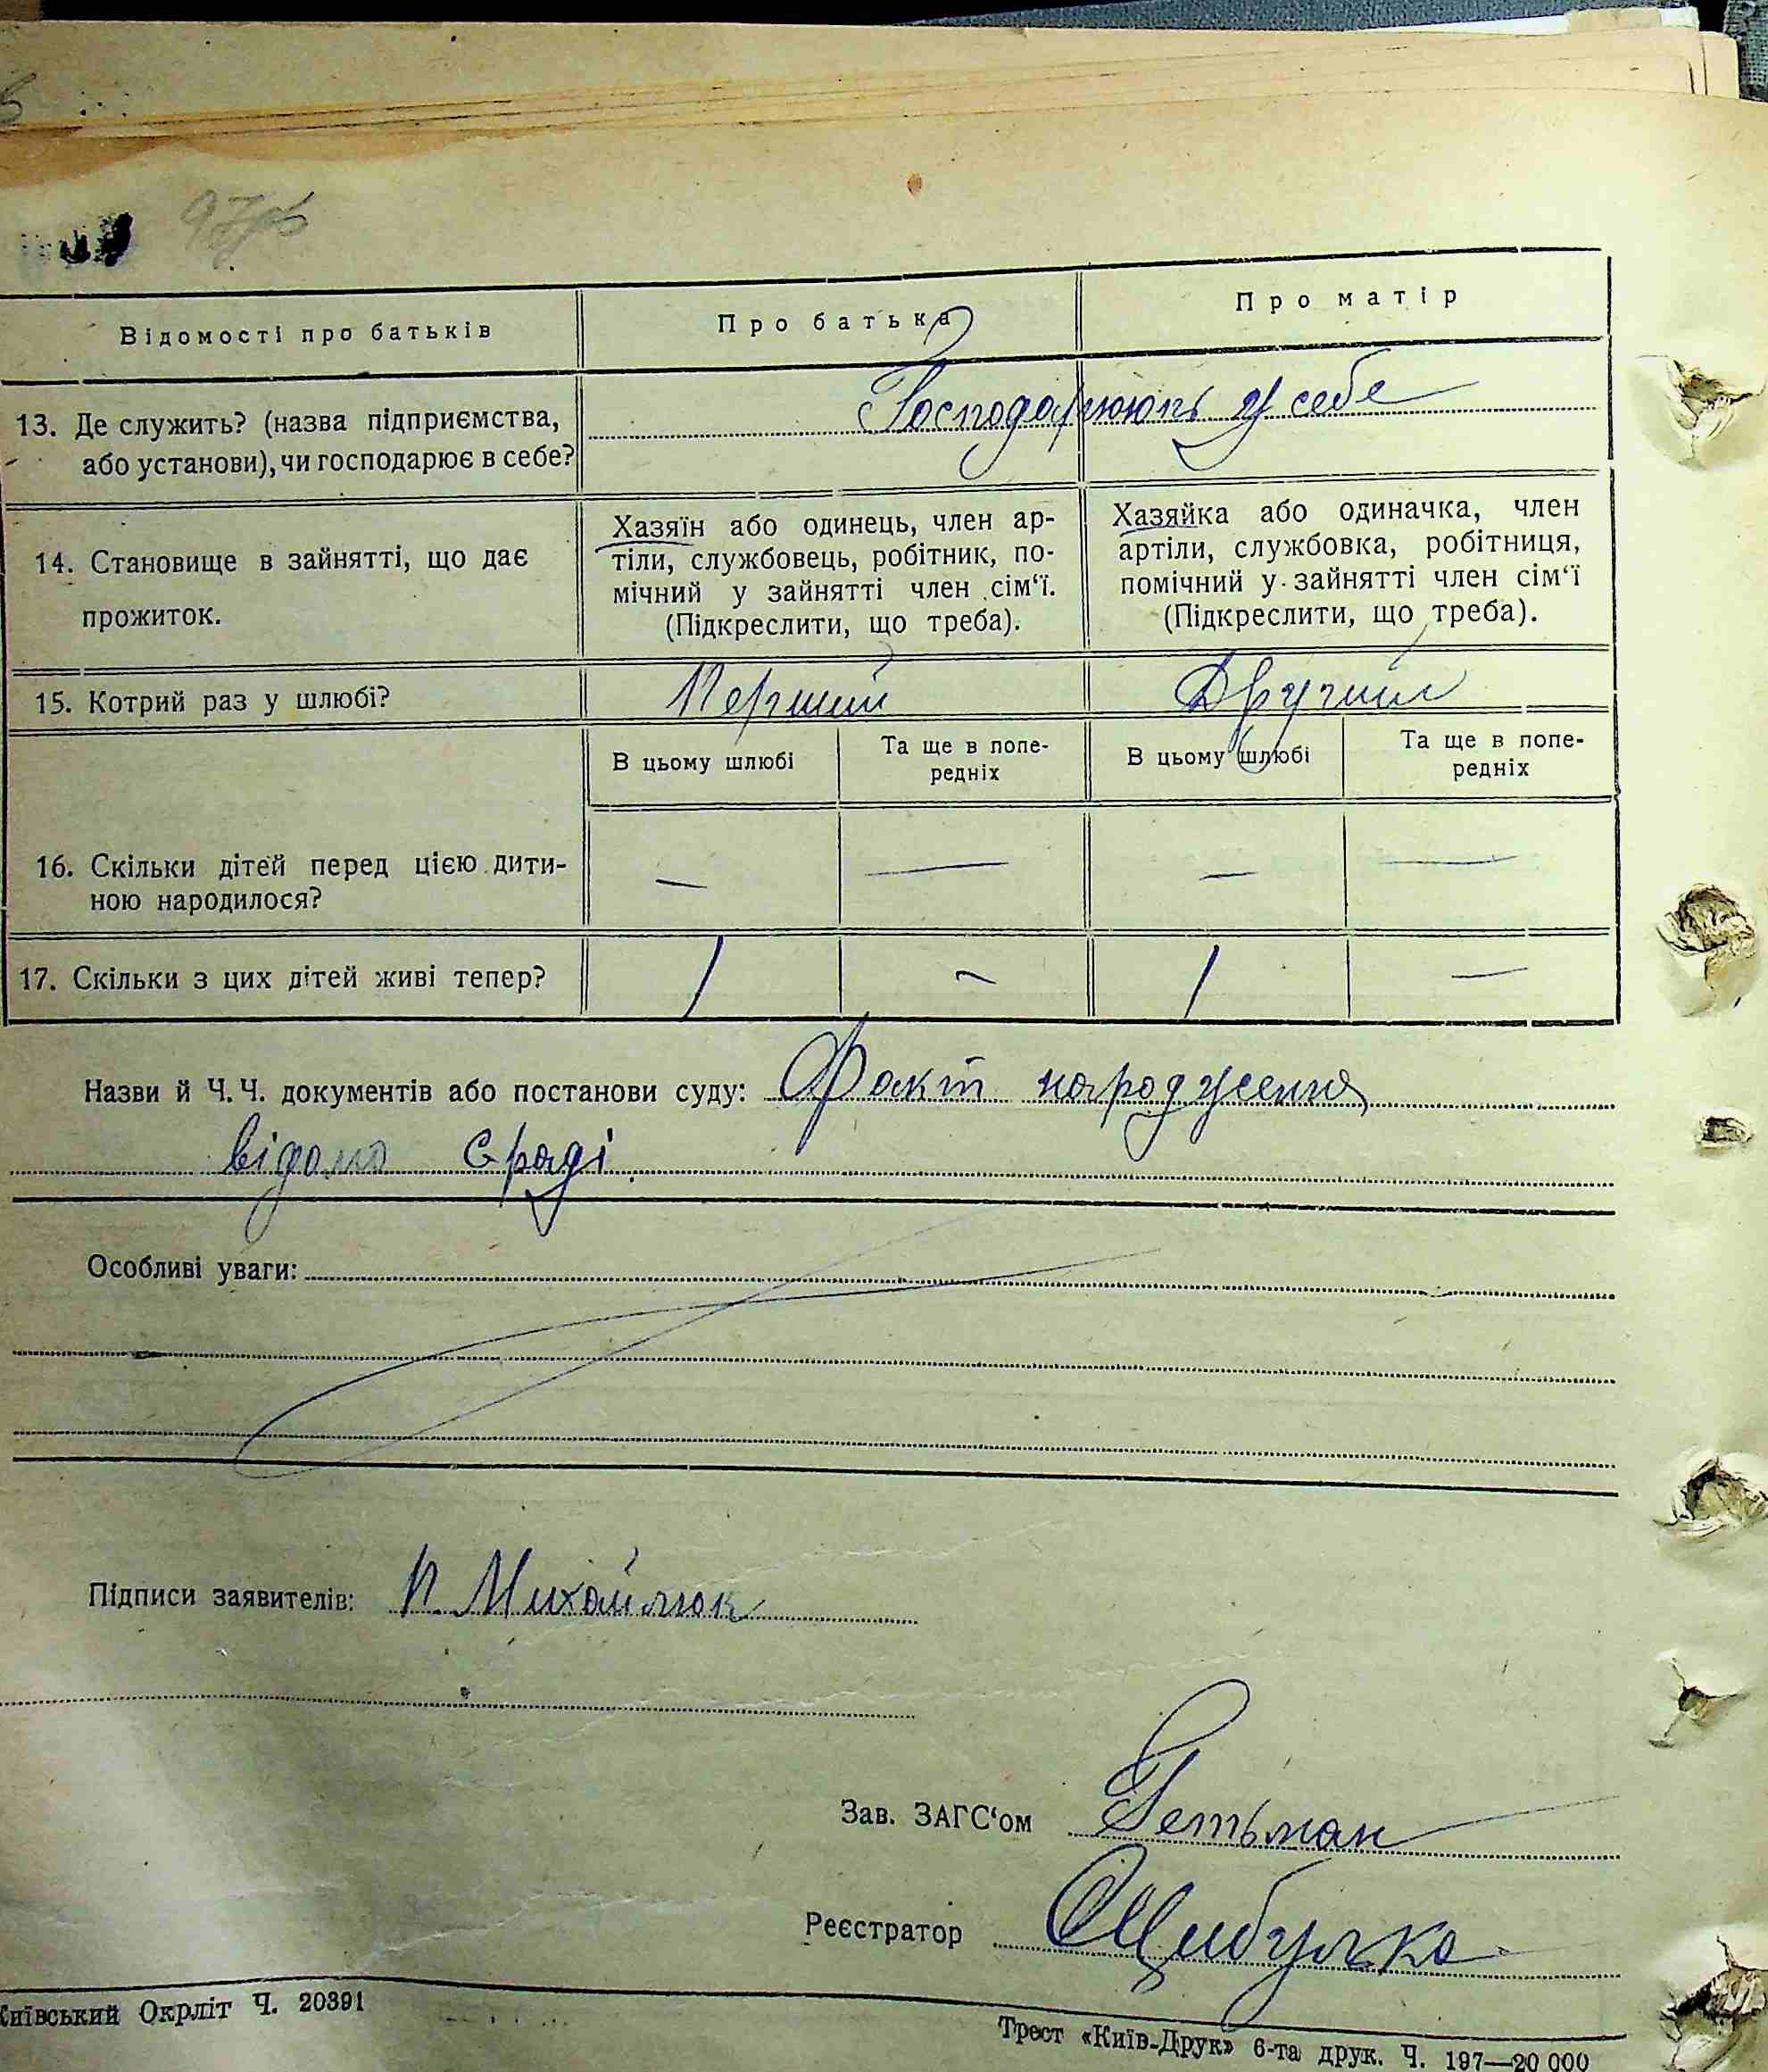 Відомості про батьків
Про батька
Про матір
13. Де служить? (назва підприємства,
або установи), чи господарює в себе?
Господарюють у себе
14. Становище в зайнятті, що дає
прожиток.
Хазяїн або одинець, член ар-
тіли, службовець, робітник, по-
мічний у зайнятті член сім‘ї.
(Підкреслити, що треба).
Хазяйка або одиначка, член
артіли, службовка, робітниця,
помічний у зайнятті член сім‘ї
(Підкреслити, що треба).
15. Котрий раз у шлюбі?
Перший
Другий
В цьому шлюбі
Та ще в попе-
редніх
В цьому шлюбі
Та ще в попе-
редніх
16. Скільки дітей перед цією дити-
ною народилося?
— — — —
17. Скільки з цих дітей живі тепер?
1 — 1 —
Назви й Ч. Ч. документів або постанови суду: Факт народження
відомо С раді
Особливі уваги:
Підписи заявителів: П. Михайлюк
Зав. ЗАГС‘ом Гетьман
Реєстратор Цибулько
Київський Окрліт Ч. 20391
Трест «Київ-Друк» 6-та друк. Ч. 197—20 000